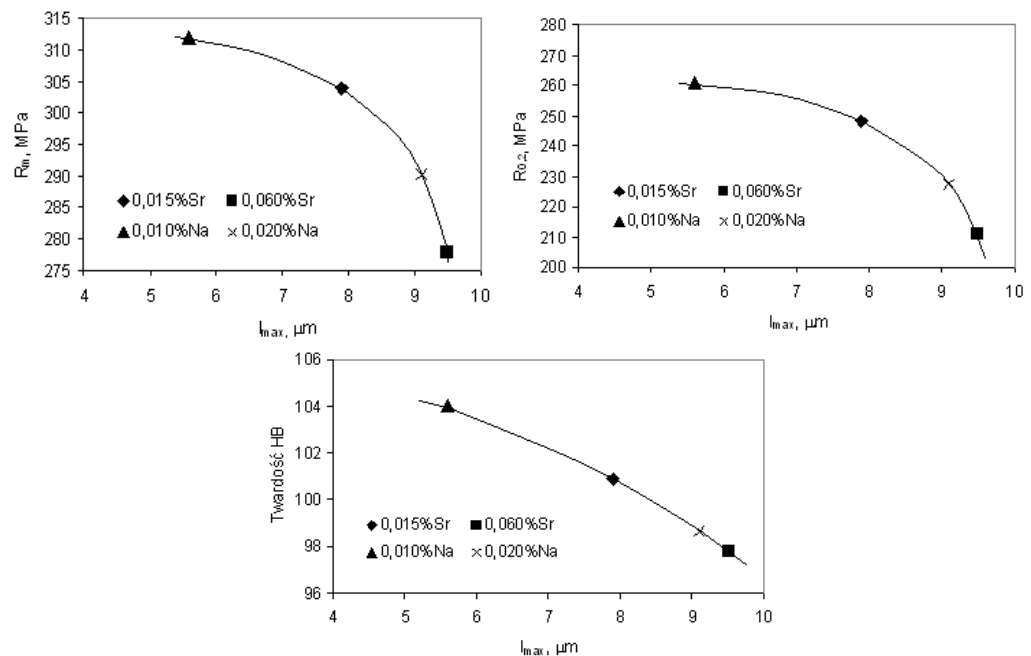 315
310
305
300
295
290
285
280
275
Rm, MPa
0,015%Sr 0,060%Sr
0,010%Na 0,020%Na
4 5 6 7 8 9 10
lmax, µm
280
270
260
250
240
230
220
210
200
R0,2, MPa
0,015%Sr 0,060%Sr
0,010%Na 0,020%Na
4 5 6 7 8 9 10
lmax, µm
106
104
102
100
98
96
Twardość HB
0,015%Sr 0,060%Sr
0,010%Na 0,020%Na
4 5 6 7 8 9 10
lmax, µm